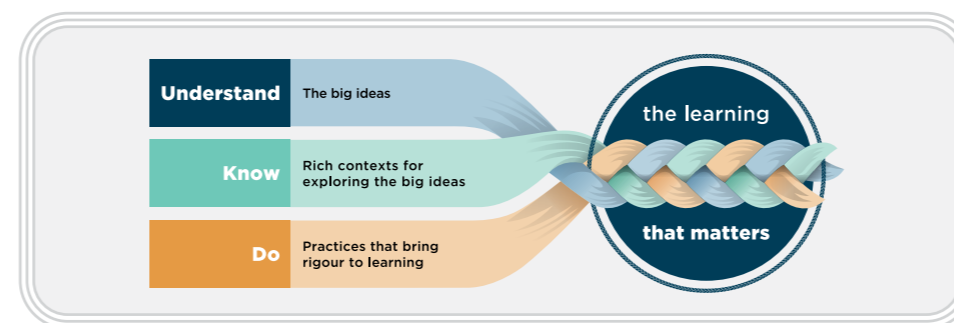 Understand
The big ideas
Know
Rich contexts for
exploring the big ideas
Do
Practices that bring
rigour to learning
the learning
that matters